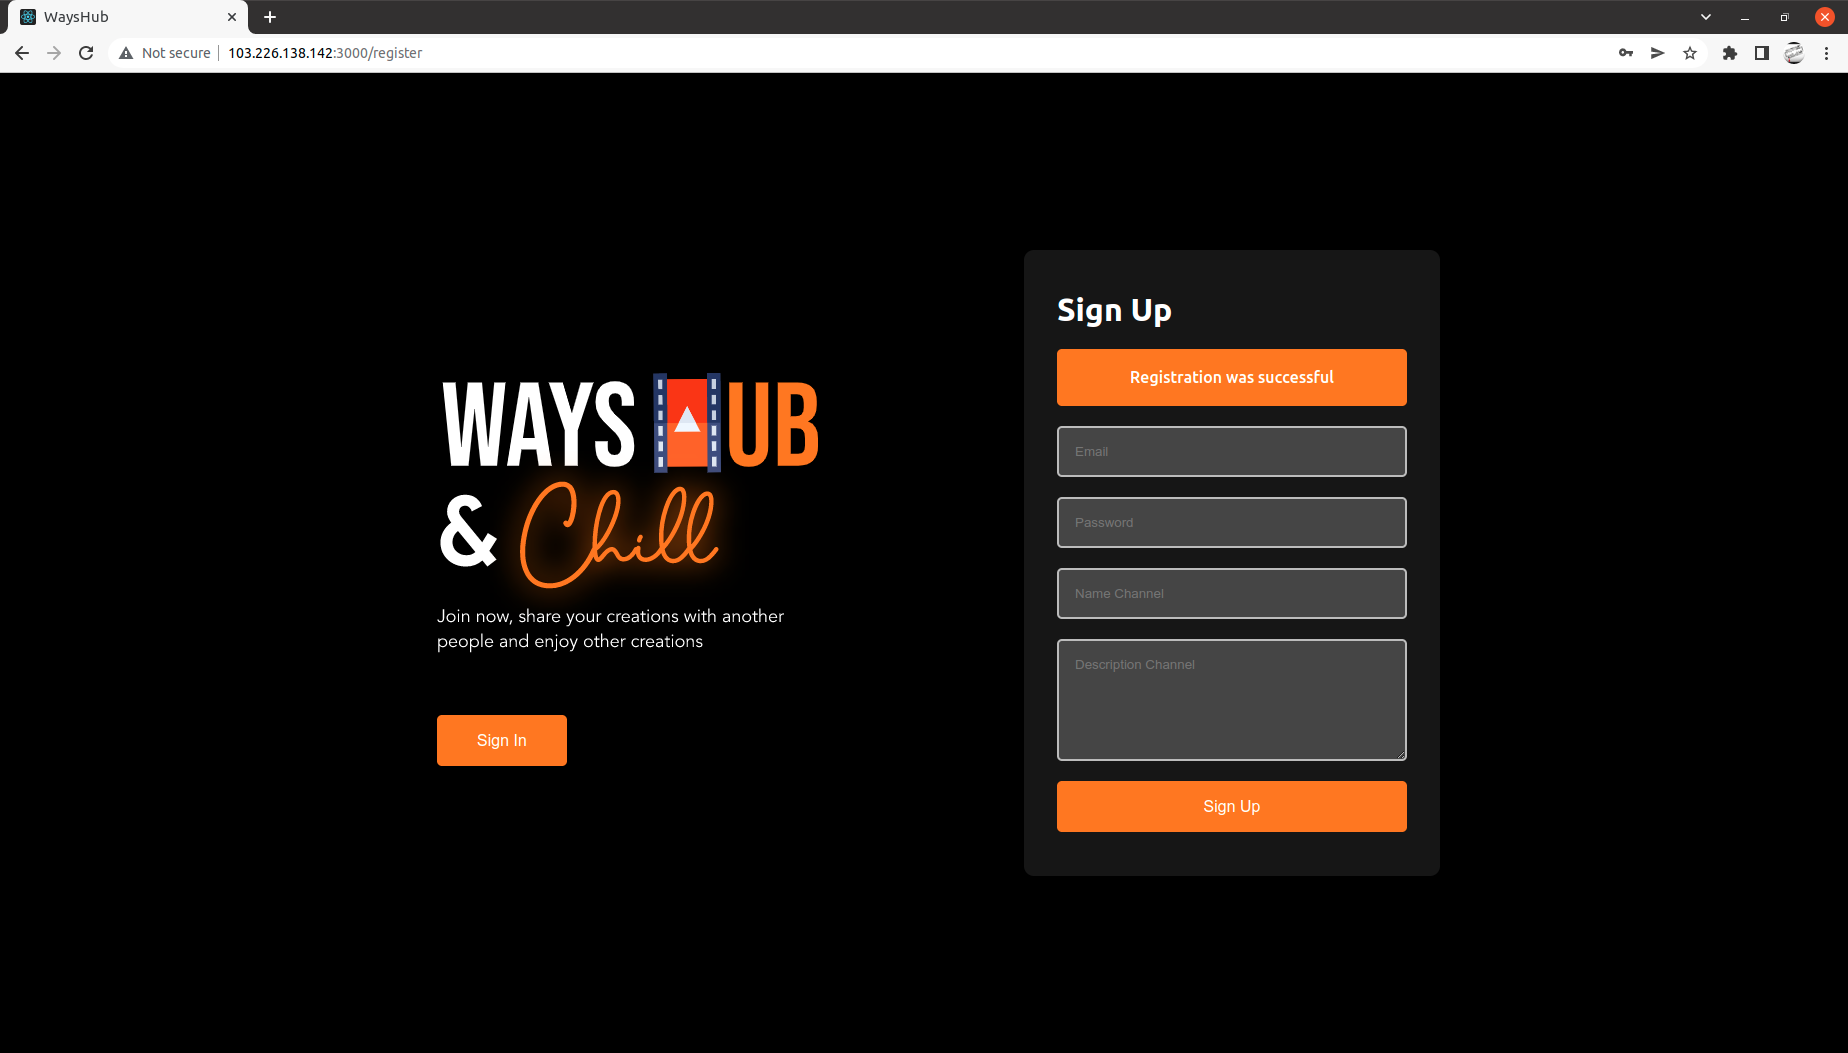 WaysHub
Not secure
103.226.138.142:3000/register
WAYS HUB
& Chill
Join now, share your creations with another
people and enjoy other creations
Sign In
Sign Up
Registration was successful
Email
Password
Name Channel
Description Channel
Sign Up